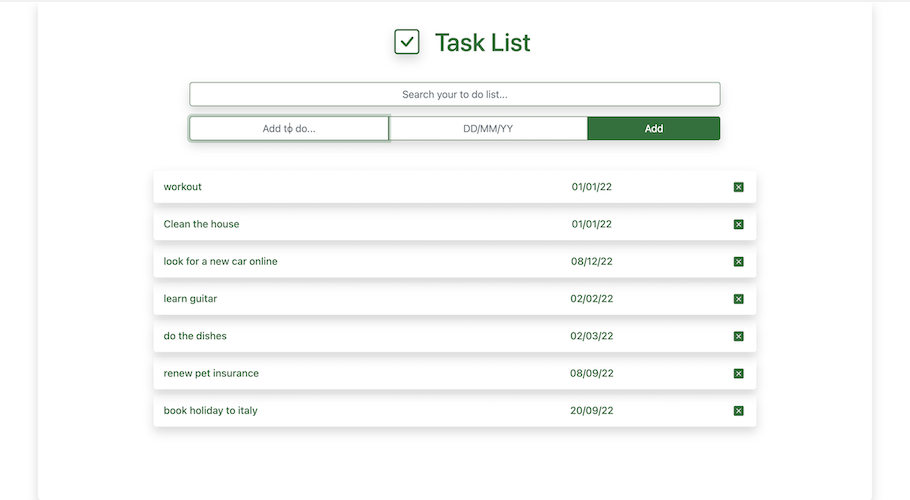 Task List
Search your to do list...
Add to do... DD/MM/YY Add
workout 01/01/22
Clean the house 01/01/22
look for a new car online 08/12/22
learn guitar 02/02/22
do the dishes 02/03/22
renew pet insurance 08/09/22
book holiday to italy 20/09/22